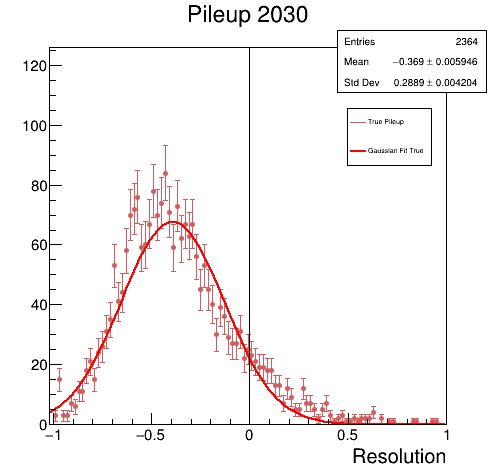 Pileup 2030
Entries 2364
Mean −0.369 ± 0.005946
Std Dev 0.2889 ± 0.004204
True Pileup
Gaussian Fit True
120
100
80
60
40
20
0
−1 −0.5 0 0.5 1
Resolution